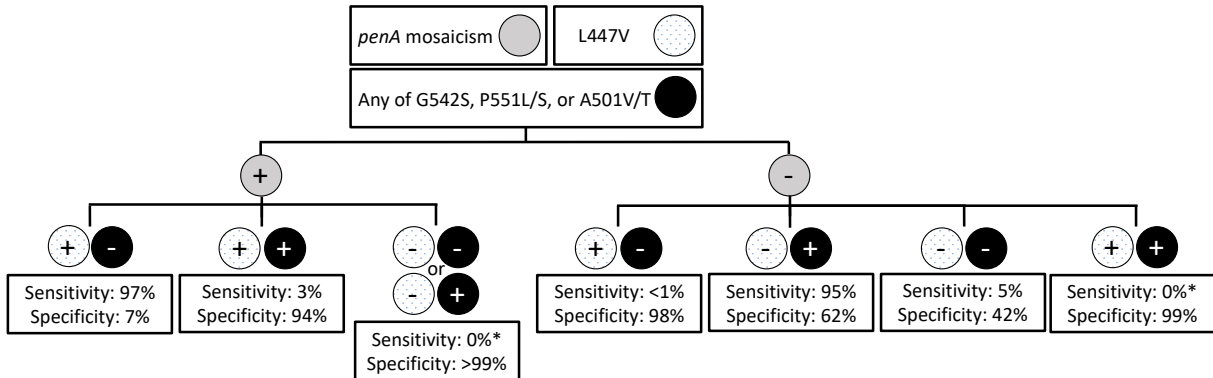 penA mosaicism
L447V
Any of G542S, P551L/S, or A501V/T
+
-
+ -
+ +
- -
or
- +
+ -
- +
- -
+ +
Sensitivity: 97%
Specificity: 7%
Sensitivity: 3%
Specificity: 94%
Sensitivity: 0%*
Specificity: >99%
Sensitivity: <1%
Specificity: 98%
Sensitivity: 95%
Specificity: 62%
Sensitivity: 5%
Specificity: 42%
Sensitivity: 0%*
Specificity: 99%